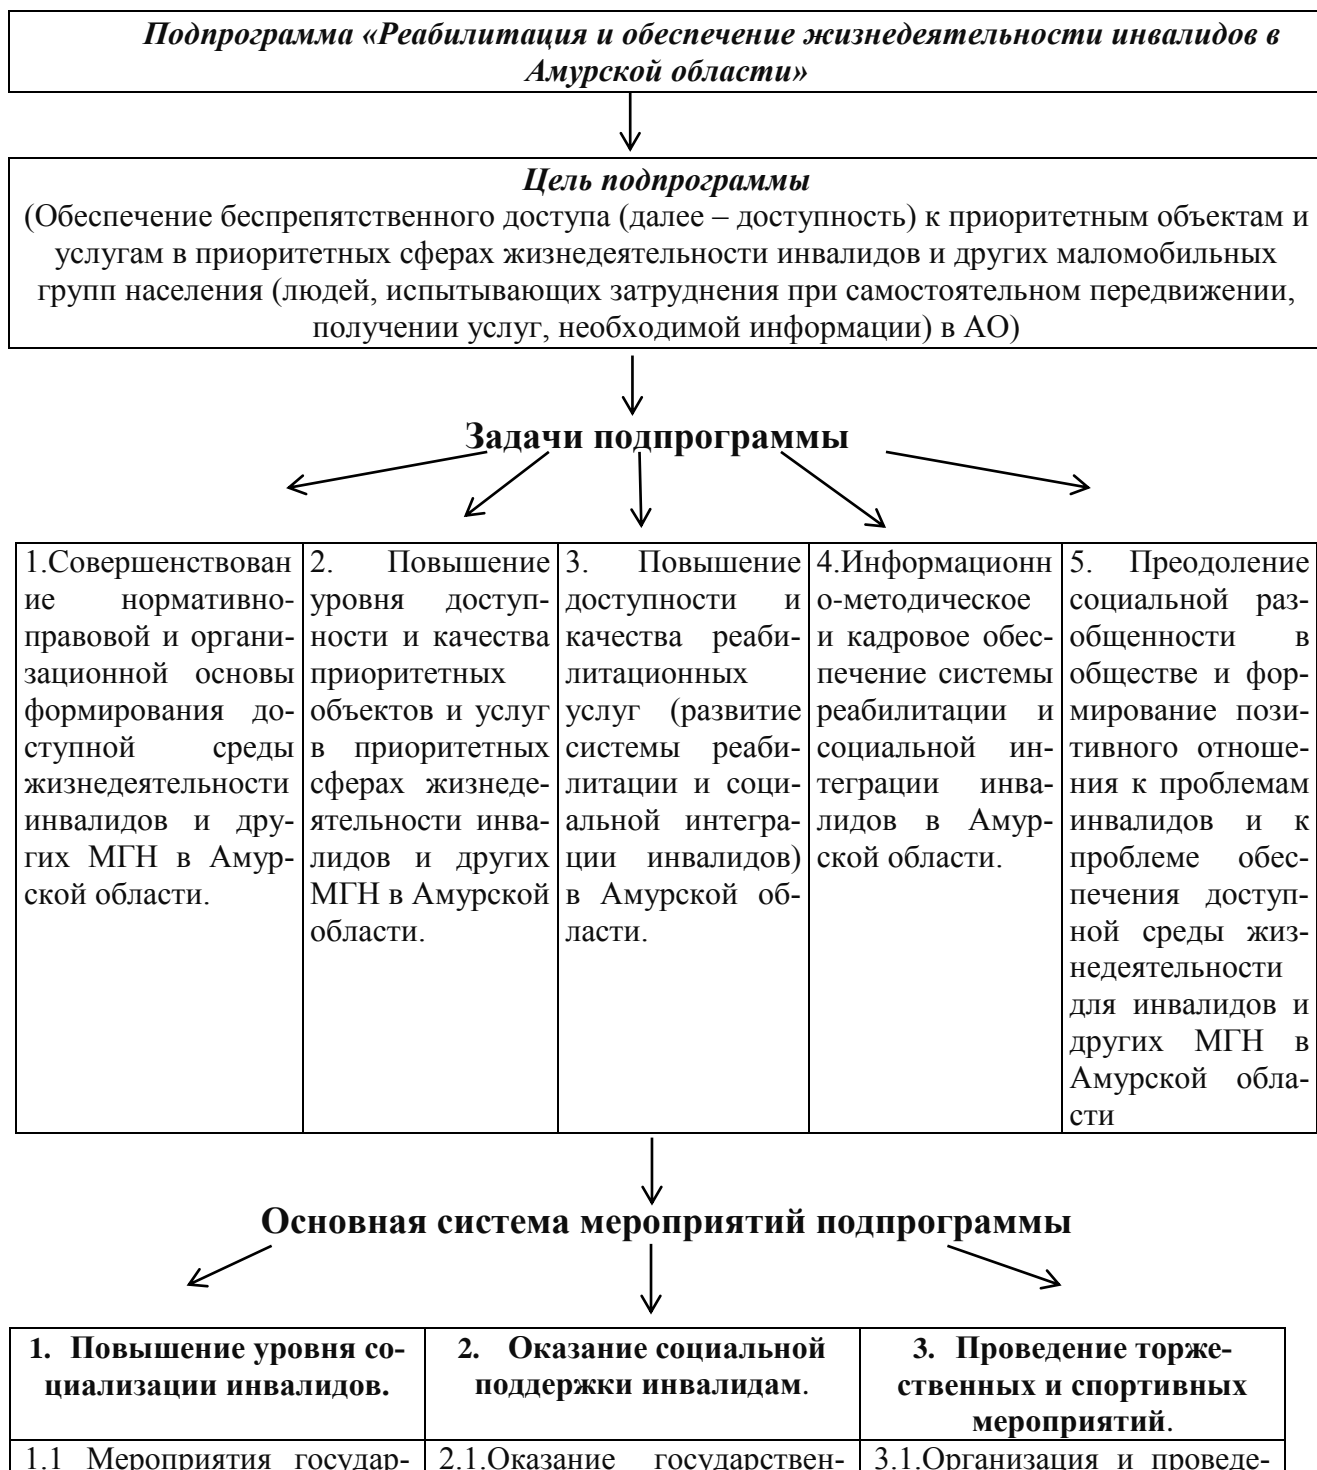 Подпрограмма «Реабилитация и обеспечение жизнедеятельности инвалидов в
Амурской области»
Цель подпрограммы
(Обеспечение беспрепятственного доступа (далее – доступность) к приоритетным объектам и
услугам в приоритетных сферах жизнедеятельности инвалидов и других маломобильных
групп населения (людей, испытывающих затруднения при самостоятельном передвижении,
получении услуг, необходимой информации) в АО)
Задачи подпрограммы
1.Совершенствован
ие нормативно-
правовой и органи-
зационной основы
формирования до-
ступной среды
жизнедеятельности
инвалидов и дру-
гих МГН в Амур-
ской области.
2. Повышение
уровня доступ-
ности и качества
приоритетных
объектов и услуг
в приоритетных
сферах жизнеде-
ятельности инва-
лидов и других
МГН в Амурской
области.
3. Повышение
доступности и
качества реаби-
литационных
услуг (развитие
системы реаби-
литации и соци-
альной интегра-
ции инвалидов)
в Амурской об-
ласти.
4.Информационн
о-методическое
и кадровое обес-
печение системы
реабилитации и
социальной ин-
теграции инва-
лидов в Амур-
ской области.
5. Преодоление
социальной раз-
общенности в
обществе и фор-
мирование пози-
тивного отноше-
ния к проблемам
инвалидов и к
проблеме обес-
печения доступ-
ной среды жиз-
недеятельности
для инвалидов и
других МГН в
Амурской обла-
сти
Основная система мероприятий подпрограммы
1. Повышение уровня со-
циализации инвалидов.
2. Оказание социальной
поддержки инвалидам.
3. Проведение торже-
ственных и спортивных
мероприятий.
1.1 Мероприятия государ-
2.1.Оказание государствен-
3.1.Организация и проведе-